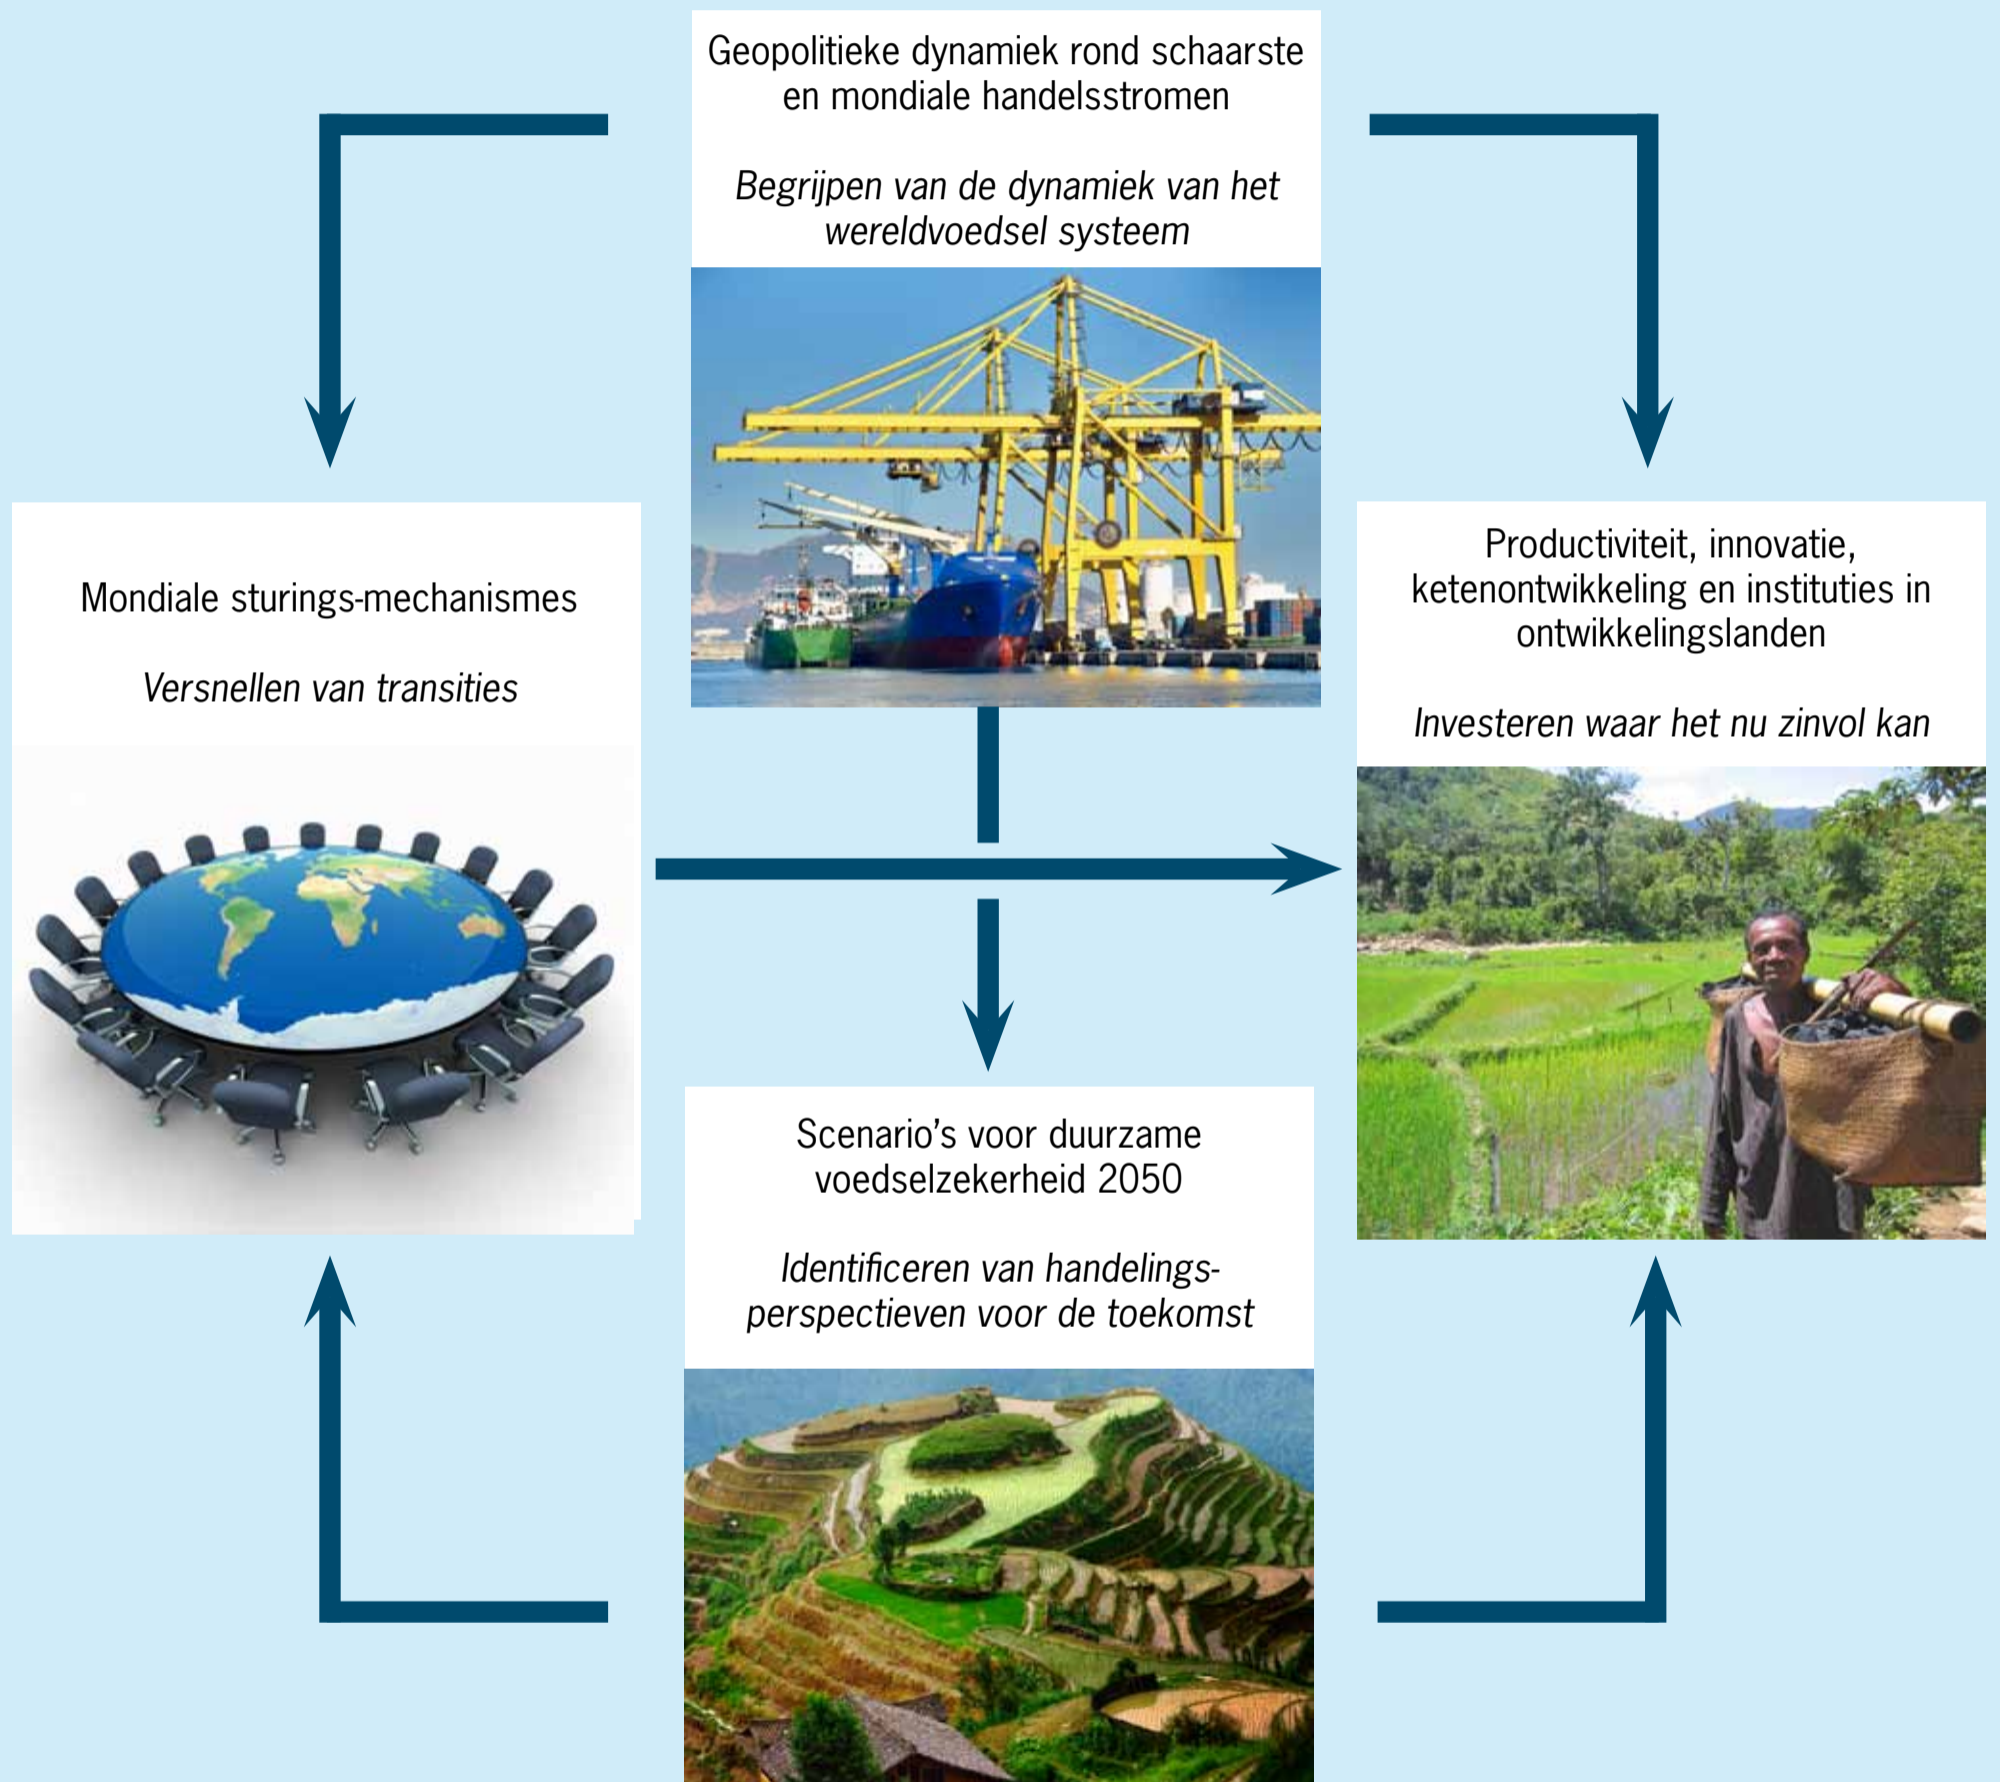 Geopolitieke dynamiek rond schaarste
en mondiale handelsstromen
Begrijpen van de dynamiek van het
wereldvoedsel systeem
Mondiale sturings-mechanismes
Versnellen van transities
Productiviteit, innovatie,
ketenontwikkeling en instituties in
ontwikkelingslanden
Investeren waar het nu zinvol kan
Scenario’s voor duurzame
voedselzekerheid 2050
Identificeren van handelings-
perspectieven voor de toekomst